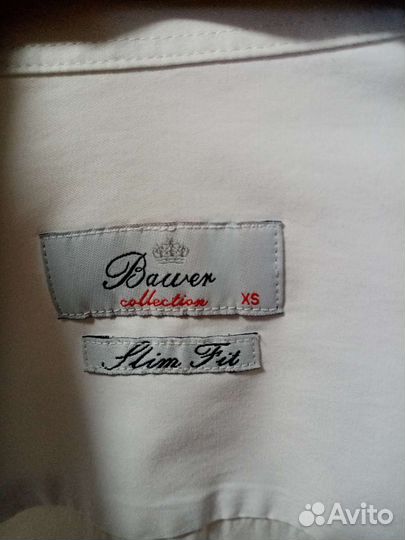 Bawer
collection XS
Slim Fit
Avito